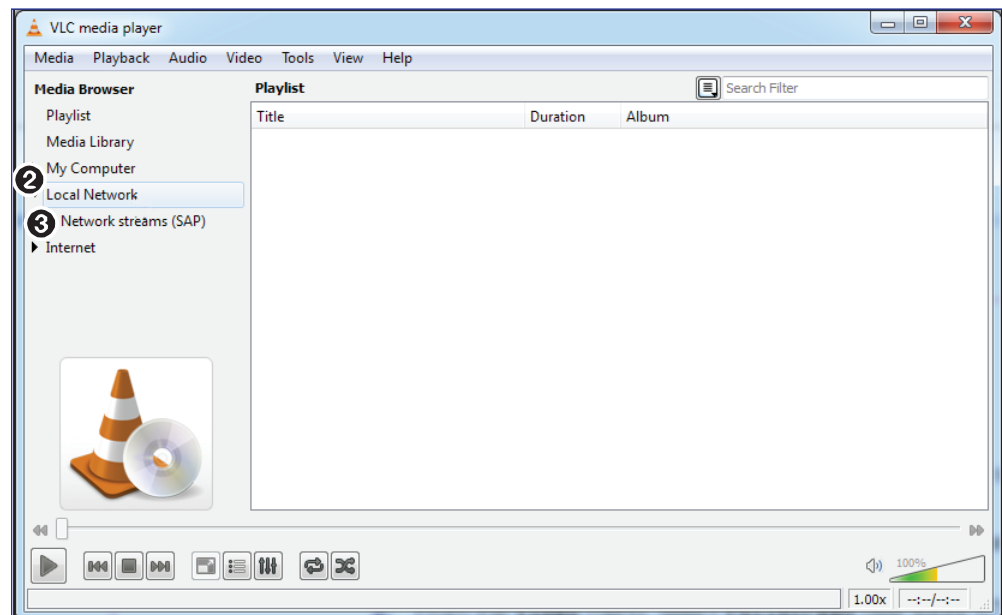 VLC media player
Media Playback Audio Video Tools View Help
Media Browser
Playlist
Media Library
My Computer
2
Local Network
3
Network streams (SAP)
Internet
Playlist
Search Filter
Title Duration Album
100%
1.00x --:--/--:--